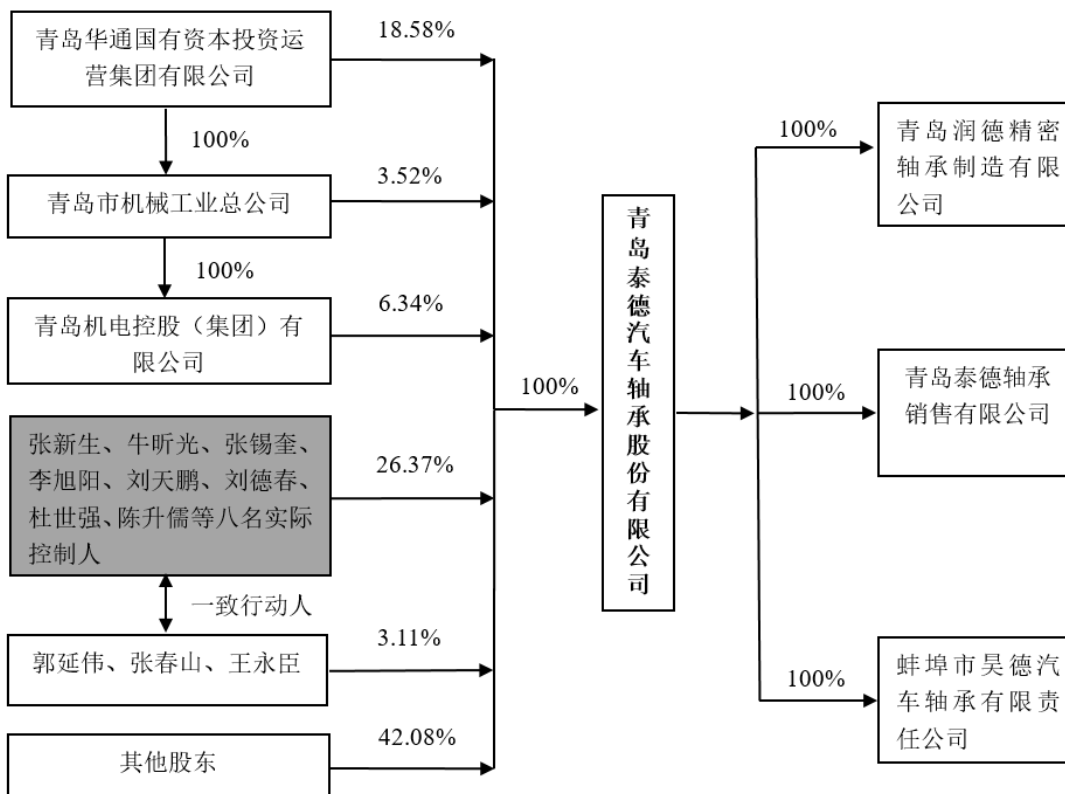 青岛华通国有资本投资运
营集团有限公司
18.58%
100%
青岛市机械工业总公司
3.52%
100%
青岛机电控股（集团）有
限公司
6.34%
张新生、牛昕光、张锡奎、
李旭阳、刘天鹏、刘德春、
杜世强、陈升儒等八名实际
控制人
26.37%
一致行动人
郭延伟、张春山、王永臣
3.11%
其他股东
42.08%
100%
青岛泰德汽车轴承股份有限公司
100%
青岛润德精密
轴承制造有限
公司
100%
青岛泰德轴承
销售有限公司
100%
蚌埠市昊德汽
车轴承有限责
任公司